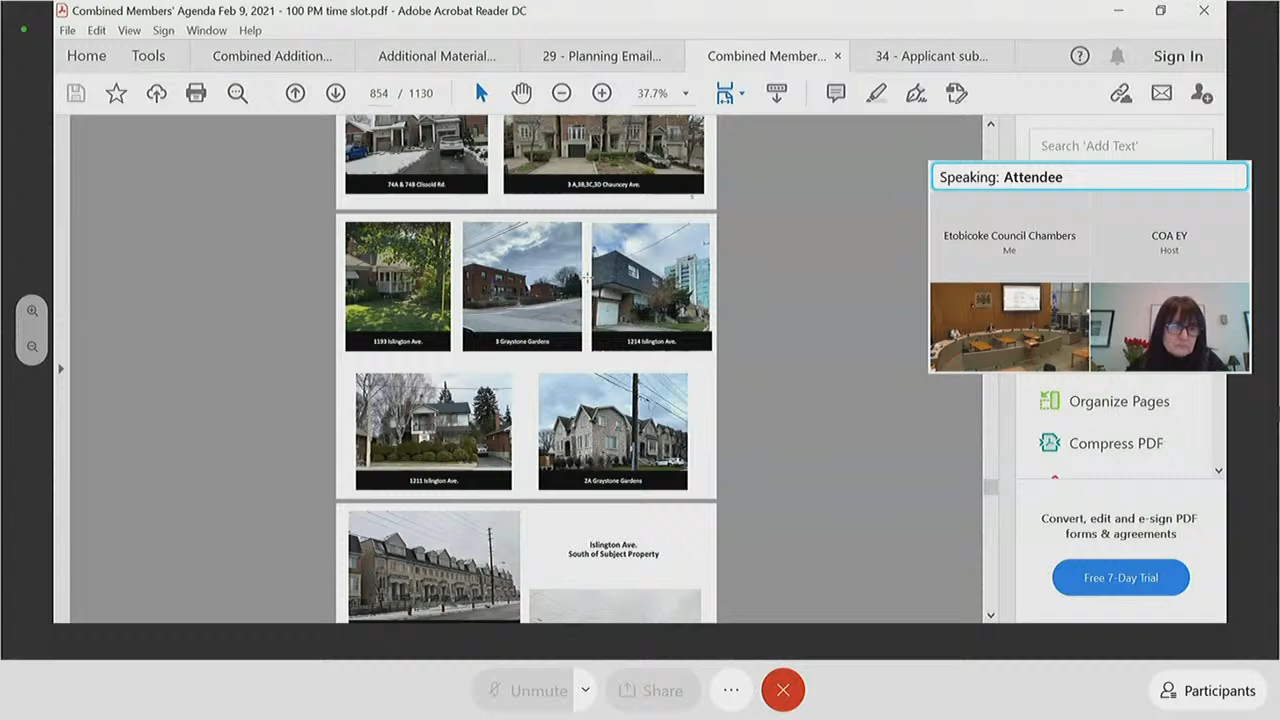 Combined Members' Agenda Feb 9, 2021 - 100 PM time slot.pdf - Adobe Acrobat Reader DC
File Edit View Sign Window Help
Home Tools Combined Addition... Additional Material... 29 - Planning Email... Combined Member... × 34 - Applicant sub... Sign In
854 / 1130 37.7%
Search 'Add Text'
Speaking: Attendee
74A & 74B Clissold Rd. 3 A,3B,3C,3D Chauncey Ave.
5
Etobicoke Council Chambers
Me
COA EY
Host
1193 Islington Ave. 3 Graystone Gardens 1214 Islington Ave.
Organize Pages
Compress PDF
1211 Islington Ave. 2A Graystone Gardens
Convert, edit and e-sign PDF
forms & agreements
Free 7-Day Trial
Islington Ave.
South of Subject Property
Unmute Share ... Participants